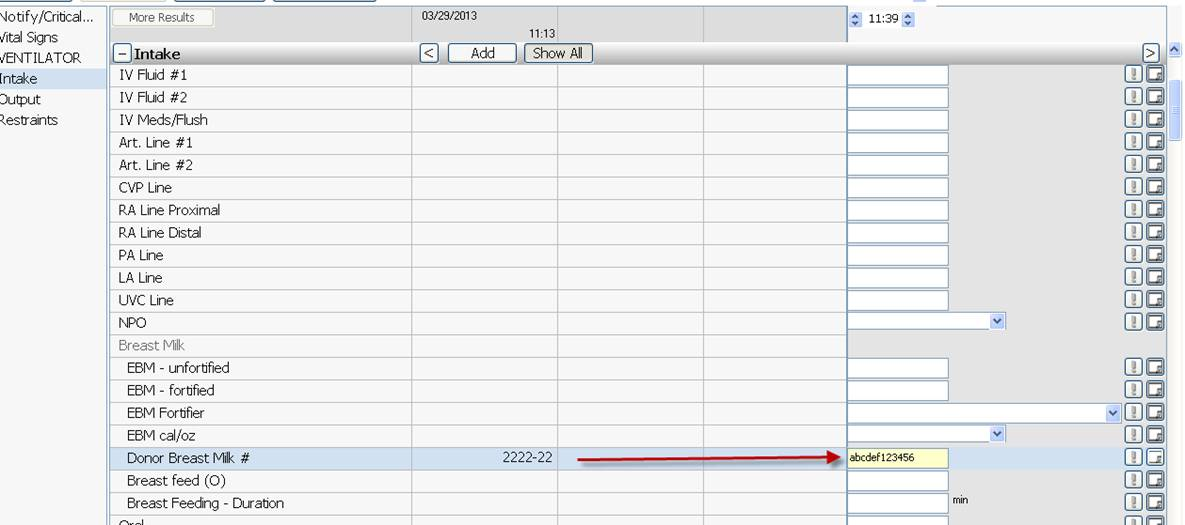 Notify/Critical...
Vital Signs
VENTILATOR
Intake
Output
Restraints
More Results
03/29/2013
11:13
11:39
Intake
<
Add
Show All
>
IV Fluid #1
IV Fluid #2
IV Meds/Flush
Art. Line #1
Art. Line #2
CVP Line
RA Line Proximal
RA Line Distal
PA Line
LA Line
UVC Line
NPO
Breast Milk
EBM - unfortified
EBM - fortified
EBM Fortifier
EBM cal/oz
Donor Breast Milk # 2222-22 abcdef123456
Breast feed (O)
Breast Feeding - Duration min
Oral